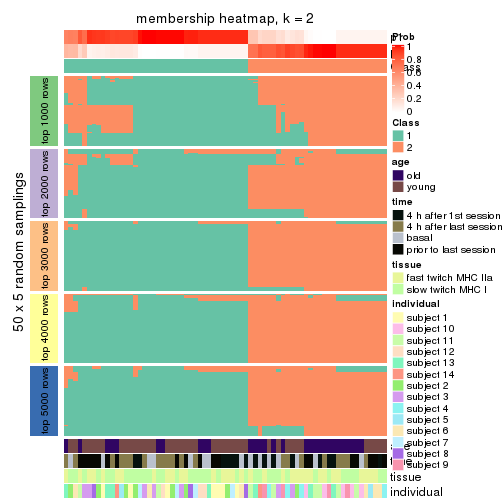 membership heatmap, k = 2
50 x 5 random samplings
top 1000 rows
top 2000 rows
top 3000 rows
top 4000 rows
top 5000 rows
Prob
1
0.8
0.6
0.4
0.2
0
Class
1
2
age
old
young
time
4 h after 1st session
4 h after last session
basal
prior to last session
tissue
fast twitch MHC IIa
slow twitch MHC I
individual
subject 1
subject 10
subject 11
subject 12
subject 13
subject 14
subject 2
subject 3
subject 4
subject 5
subject 6
subject 7
subject 8
subject 9
tissue
individual